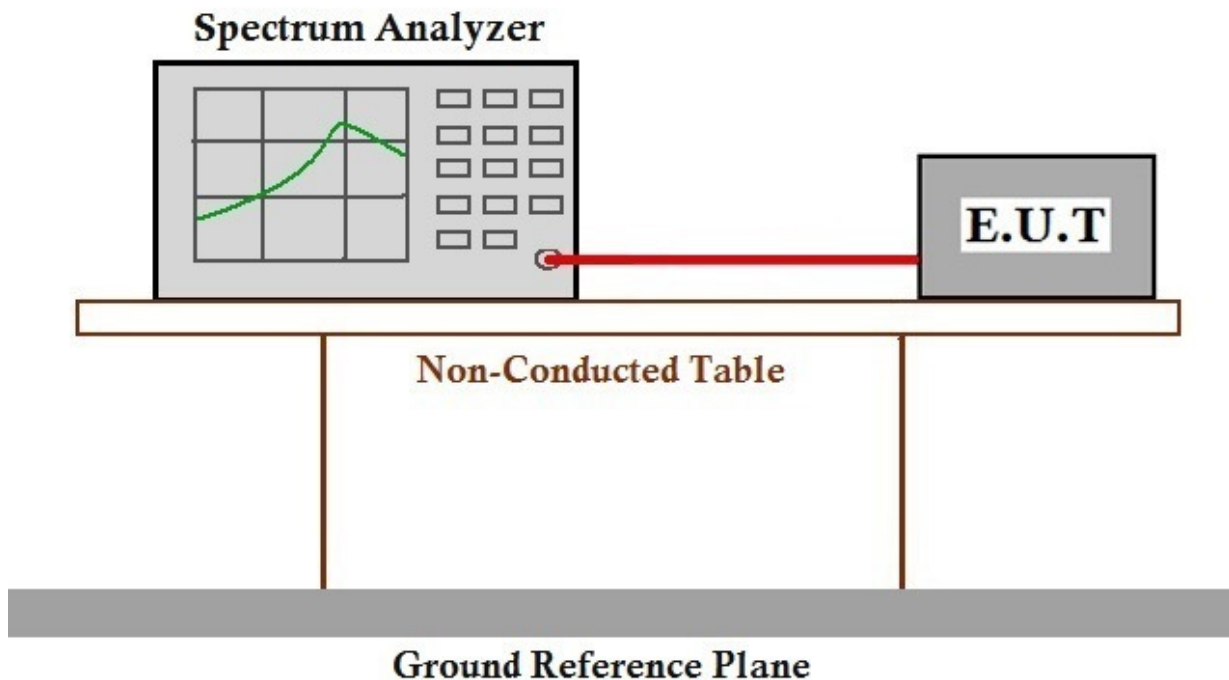 Spectrum Analyzer
E.U.T
Non-Conducted Table
Ground Reference Plane